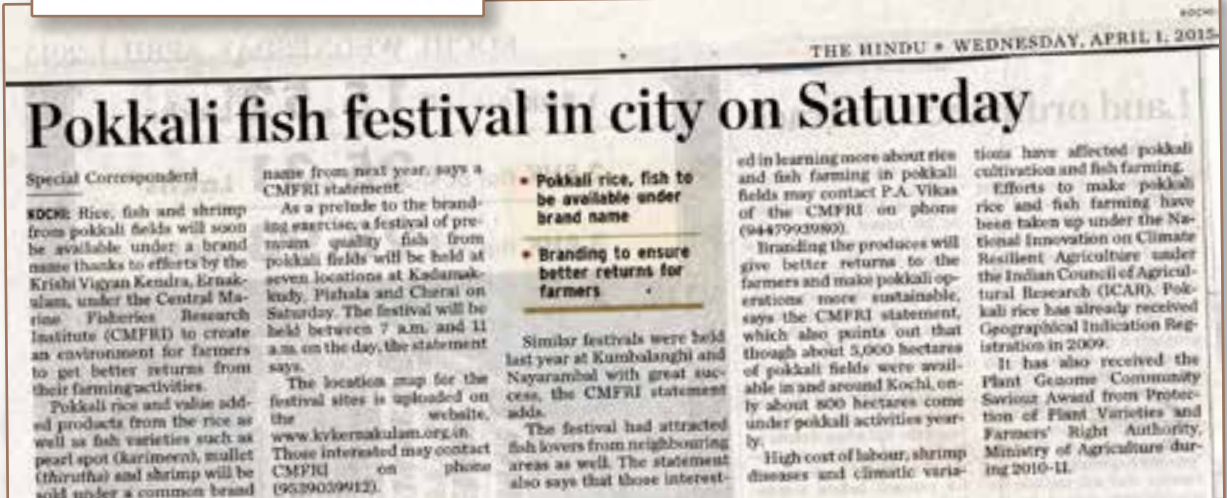 KOCHI
THE HINDU • WEDNESDAY, APRIL 1, 2015
Pokkali fish festival in city on Saturday
Special Correspondent
KOCHI: Rice, fish and shrimp
from pokkali fields will soon
be available under a brand
name thanks to efforts by the
Krishi Vigyan Kendra, Ernak-
ulam, under the Central Ma-
rine Fisheries Research
Institute (CMFRI) to create
an environment for farmers
to get better returns from
their farming activities.
Pokkali rice and value add-
ed products from the rice as
well as fish varieties such as
pearl spot (karimeen), mullet
(thirutha) and shrimp will be
sold under a common brand
name from next year, says a
CMFRI statement.
As a prelude to the brand-
ing exercise, a festival of pre-
mium quality fish from
pokkali fields will be held at
seven locations at Kadamak-
kudy, Pizhala and Cherai on
Saturday. The festival will be
held between 7 a.m. and 11
a.m. on the day, the statement
says.
The location map for the
festival sites is uploaded on
the website,
www.kvkernakulam.org.in
Those interested may contact
CMFRI on phone
(9539039912).
• Pokkali rice, fish to
be available under
brand name
• Branding to ensure
better returns for
farmers
Similar festivals were held
last year at Kumbalanghi and
Nayarambal with great suc-
cess, the CMFRI statement
adds.
The festival had attracted
fish lovers from neighbouring
areas as well. The statement
also says that those interest-
ed in learning more about rice
and fish farming in pokkali
fields may contact P.A. Vikas
of the CMFRI on phone
(9447993980).
Branding the produces will
give better returns to the
farmers and make pokkali op-
erations more sustainable,
says the CMFRI statement,
which also points out that
though about 5,000 hectares
of pokkali fields were avail-
able in and around Kochi, on-
ly about 800 hectares come
under pokkali activities year-
ly.
High cost of labour, shrimp
diseases and climatic varia-
tions have affected pokkali
cultivation and fish farming.
Efforts to make pokkali
rice and fish farming have
been taken up under the Na-
tional Innovation on Climate
Resilient Agriculture under
the Indian Council of Agricul-
tural Research (ICAR). Pok-
kali rice has already received
Geographical Indication Reg-
istration in 2009.
It has also received the
Plant Genome Community
Saviour Award from Protec-
tion of Plant Varieties and
Farmers' Right Authority,
Ministry of Agriculture dur-
ing 2010-11.